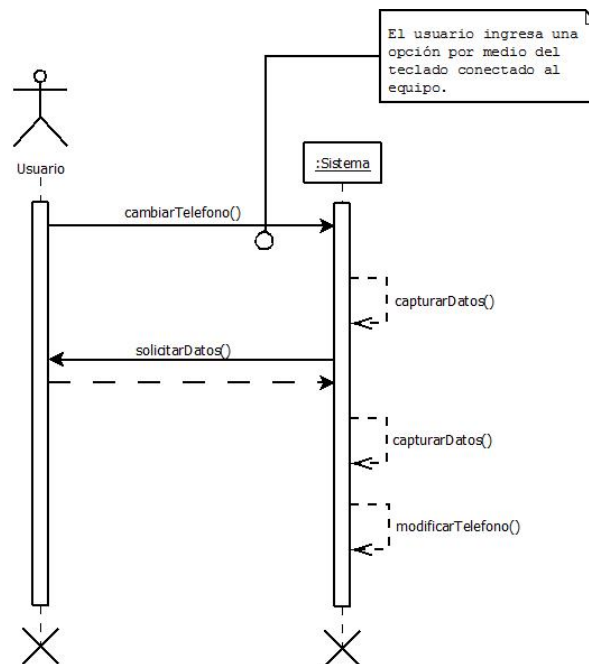 El usuario ingresa una
opción por medio del
teclado conectado al
equipo.
Usuario
:Sistema
cambiarTelefono()
capturarDatos()
solicitarDatos()
capturarDatos()
modificarTelefono()